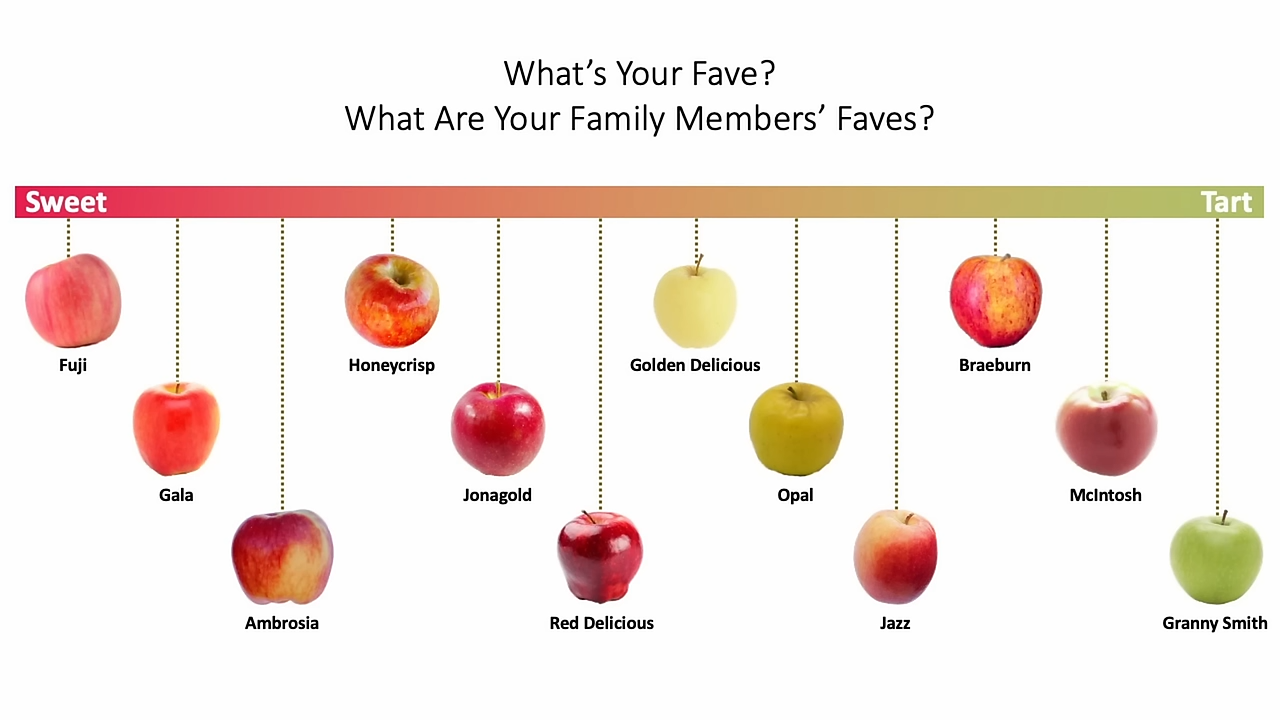 What’s Your Fave?
What Are Your Family Members’ Faves?
Sweet
Tart
Fuji
Honeycrisp
Golden Delicious
Braeburn
Gala
Jonagold
Opal
McIntosh
Ambrosia
Red Delicious
Jazz
Granny Smith